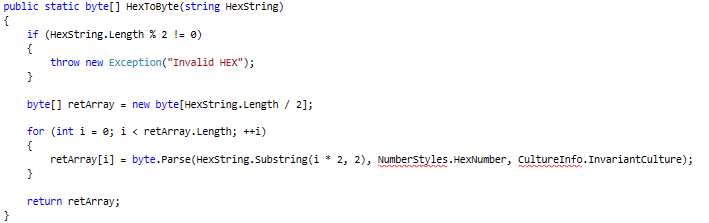 public static byte[] HexToByte(string HexString)
{
    if (HexString.Length % 2 != 0)
    {
        throw new Exception("Invalid HEX");
    }

    byte[] retArray = new byte[HexString.Length / 2];

    for (int i = 0; i < retArray.Length; ++i)
    {
        retArray[i] = byte.Parse(HexString.Substring(i * 2, 2), NumberStyles.HexNumber, CultureInfo.InvariantCulture);
    }

    return retArray;
}